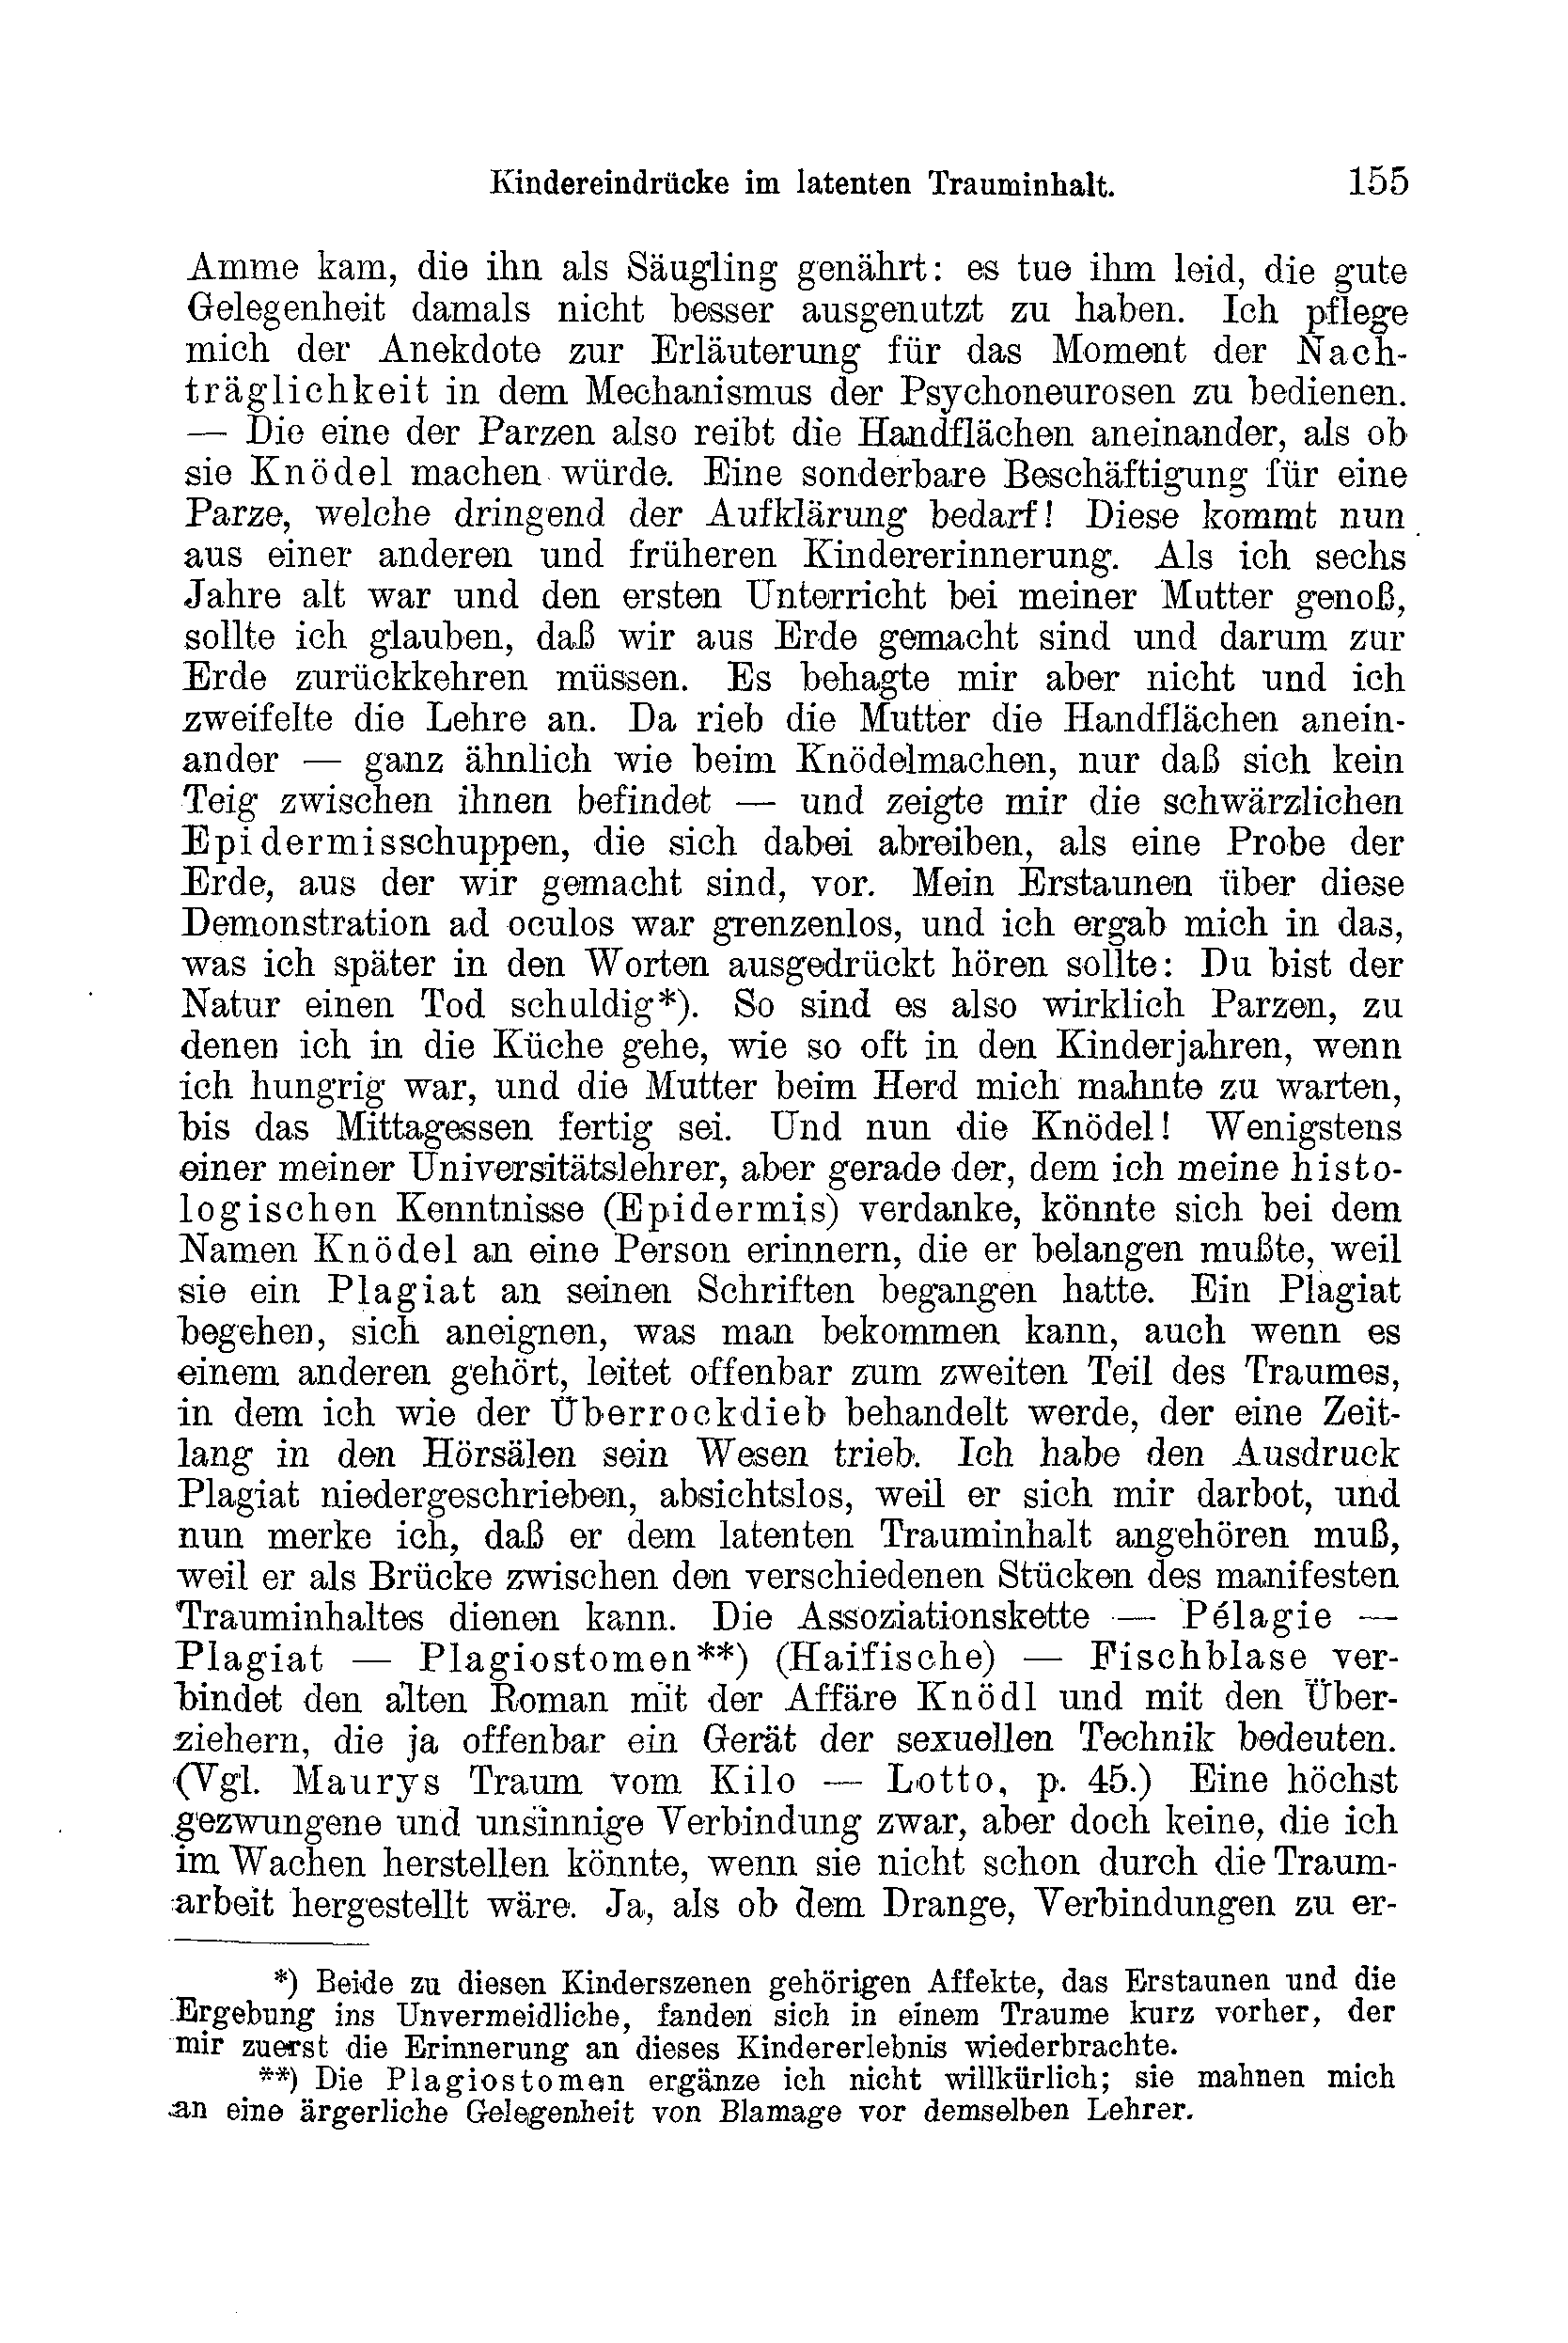 Kindereindrücke im latenten Trauminhalt. 155
Amme kam, die ihn als Säugling genährt: es tue ihm leid, die gute
Gelegenheit damals nicht besser ausgenutzt zu haben. Ich pflege
mich der Anekdote zur Erläuterung für das Moment der Nach-
träglichkeit in dem Mechanismus der Psychoneurosen zu bedienen.
— Die eine der Parzen also reibt die Handflächen aneinander, als ob
sie Knödel machen würde. Eine sonderbare Beschäftigung für eine
Parze, welche dringend der Aufklärung bedarf! Diese kommt nun
aus einer anderen und früheren Kindererinnerung. Als ich sechs
Jahre alt war und den ersten Unterricht bei meiner Mutter genoß,
sollte ich glauben, daß wir aus Erde gemacht sind und darum zur
Erde zurückkehren müssen. Es behagte mir aber nicht und ich
zweifelte die Lehre an. Da rieb die Mutter die Handflächen anein-
ander — ganz ähnlich wie beim Knödelmachen, nur daß sich kein
Teig zwischen ihnen befindet — und zeigte mir die schwärzlichen
Epidermisschuppen, die sich dabei abreiben, als eine Probe der
Erde, aus der wir gemacht sind, vor. Mein Erstaunen über diese
Demonstration ad oculos war grenzenlos, und ich ergab mich in das,
was ich später in den Worten ausgedrückt hören sollte: Du bist der
Natur einen Tod schuldig*). So sind es also wirklich Parzen, zu
denen ich in die Küche gehe, wie so oft in den Kinderjahren, wenn
ich hungrig war, und die Mutter beim Herd mich mahnte zu warten,
bis das Mittagessen fertig sei. Und nun die Knödel! Wenigstens
einer meiner Universitätslehrer, aber gerade der, dem ich meine histo-
logischen Kenntnisse (Epidermis) verdanke, könnte sich bei dem
Namen Knödel an eine Person erinnern, die er belangen mußte, weil
sie ein Plagiat an seinen Schriften begangen hatte. Ein Plagiat
begehen, sich aneignen, was man bekommen kann, auch wenn es
einem anderen gehört, leitet offenbar zum zweiten Teil des Traumes,
in dem ich wie der Überrockdieb behandelt werde, der eine Zeit-
lang in den Hörsälen sein Wesen trieb. Ich habe den Ausdruck
Plagiat niedergeschrieben, absichtslos, weil er sich mir darbot, und
nun merke ich, daß er dem latenten Trauminhalt angehören muß,
weil er als Brücke zwischen den verschiedenen Stücken des manifesten
Trauminhaltes dienen kann. Die Assoziationskette — Pélagie —
Plagiat — Plagiostomen**) (Haifische) — Fischblase ver-
bindet den alten Roman mit der Affäre Knödl und mit den Über-
ziehern, die ja offenbar ein Gerät der sexuellen Technik bedeuten.
(Vgl. Maurys Traum vom Kilo — Lotto, p. 45.) Eine höchst
gezwungene und unsinnige Verbindung zwar, aber doch keine, die ich
im Wachen herstellen könnte, wenn sie nicht schon durch die Traum-
arbeit hergestellt wäre. Ja, als ob dem Drange, Verbindungen zu er-
*) Beide zu diesen Kinderszenen gehörigen Affekte, das Erstaunen und die
Ergebung ins Unvermeidliche, fanden sich in einem Traume kurz vorher, der
mir zuerst die Erinnerung an dieses Kindererlebnis wiederbrachte.
**) Die Plagiostomen ergänze ich nicht willkürlich; sie mahnen mich
an eine ärgerliche Gelegenheit von Blamage vor demselben Lehrer.